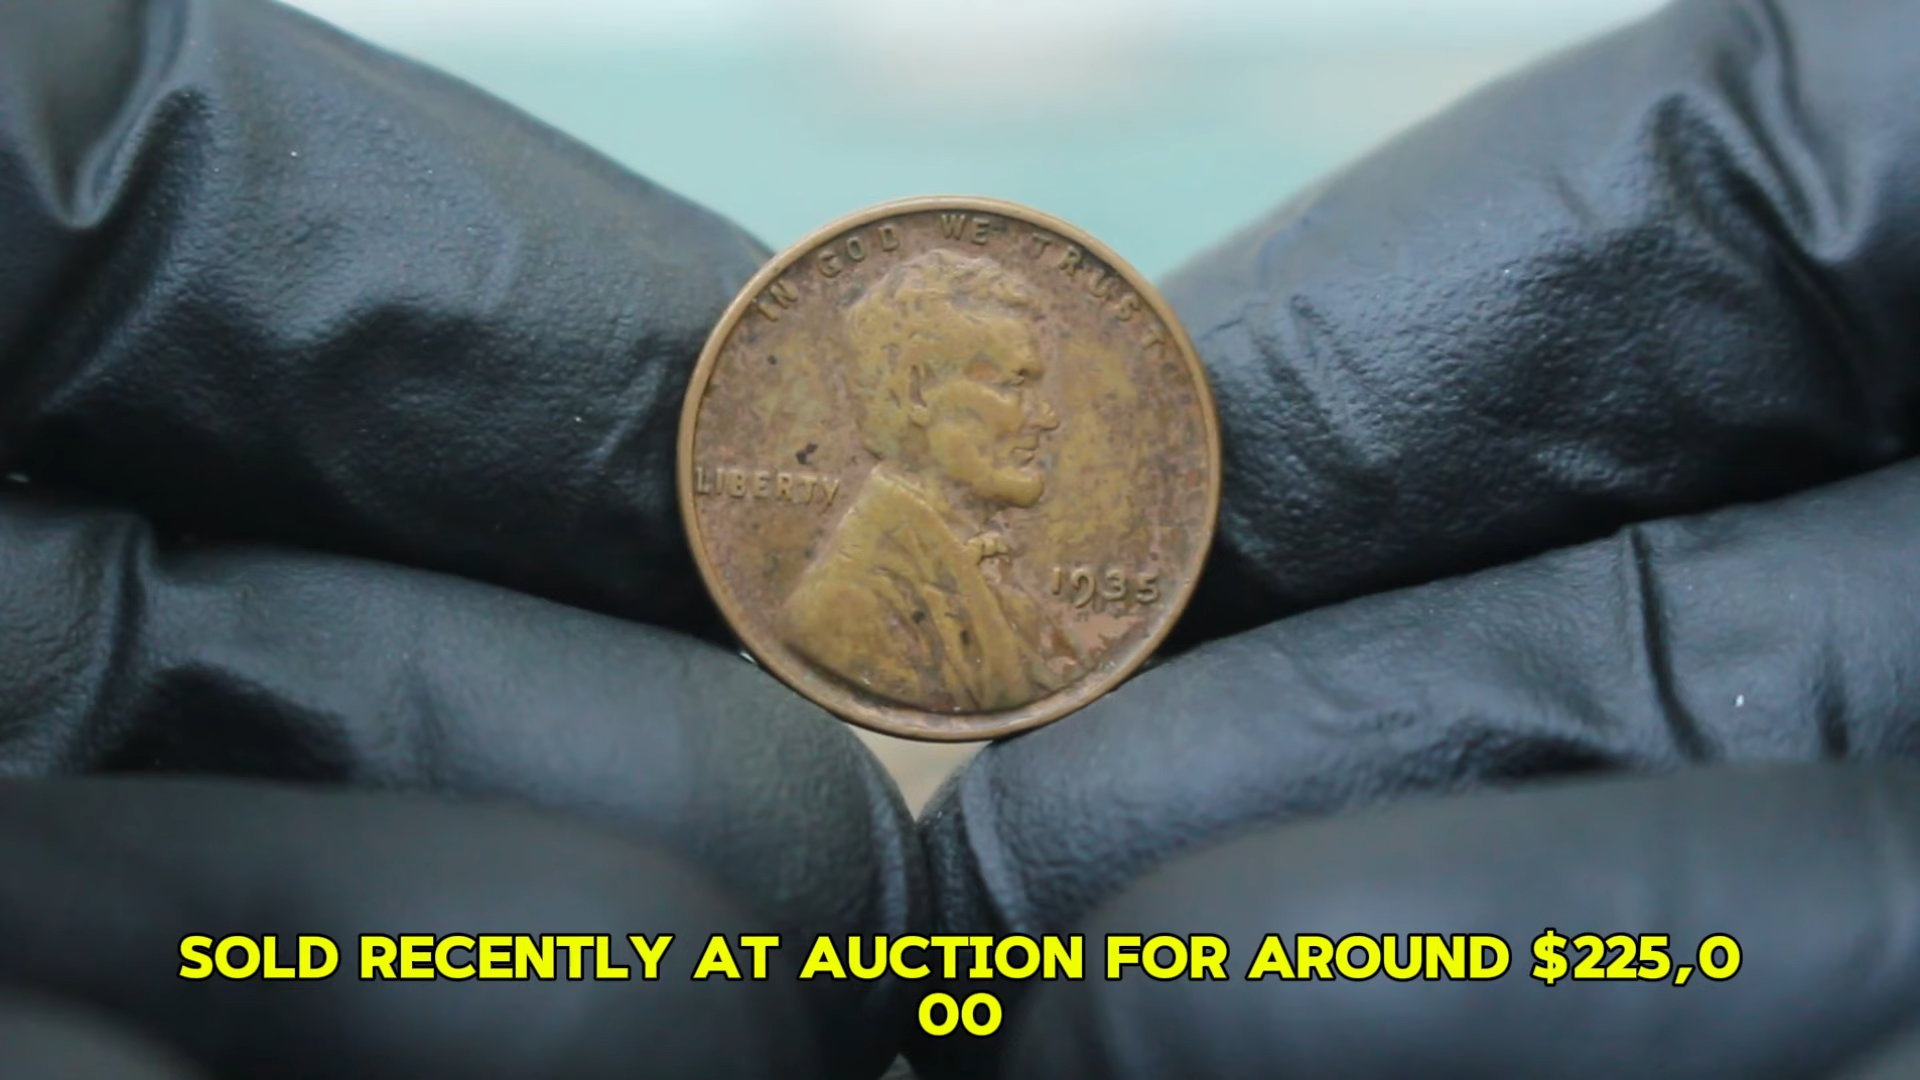 IN GOD WE TRUST
LIBERTY
1935
SOLD RECENTLY AT AUCTION FOR AROUND $225,0
00